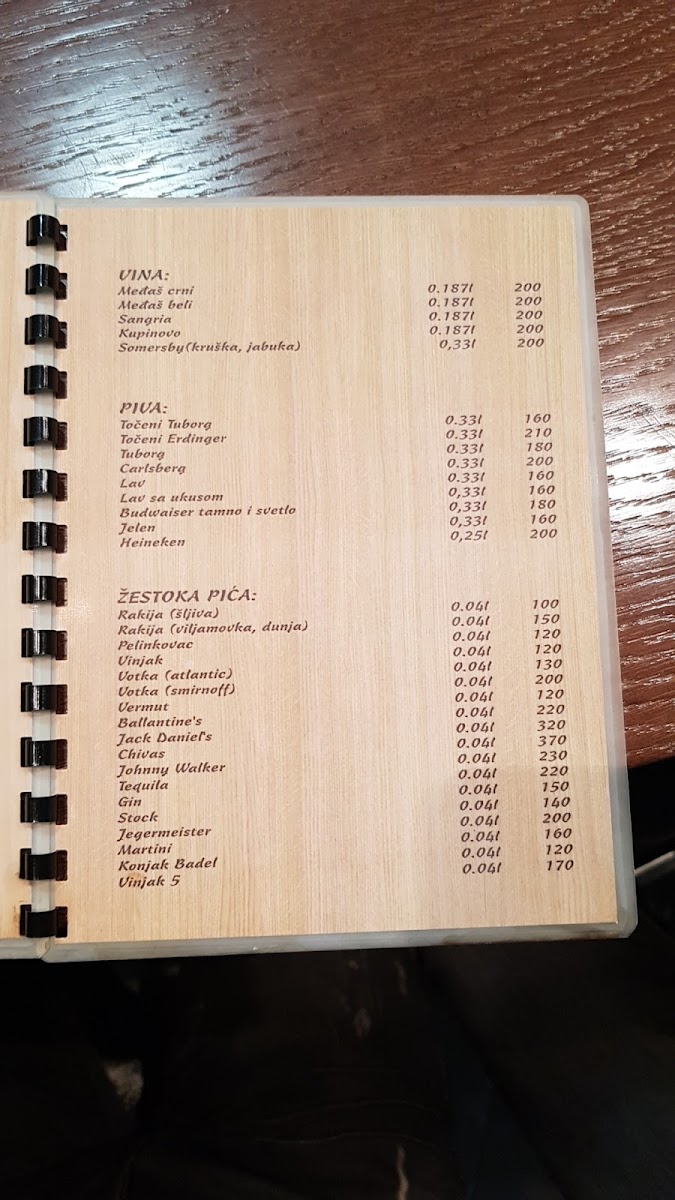 VINA:
Međaš crni 0.187l 200
Međaš beli 0.187l 200
Sangria 0.187l 200
Kupinovo 0.187l 200
Somersby(kruška, jabuka) 0,33l 200
PIVA:
Točeni Tuborg 0.33l 160
Točeni Erdinger 0.33l 210
Tuborg 0.33l 180
Carlsberg 0.33l 200
Lav 0.33l 160
Lav sa ukusom 0,33l 160
Budwaiser tamno i svetlo 0,33l 180
Jelen 0,33l 160
Heineken 0,25l 200
ŽESTOKA PIĆA:
Rakija (šljiva) 0.04l 100
Rakija (viljamovka, dunja) 0.04l 150
Pelinkovac 0.04l 120
Vinjak 0.04l 120
Votka (atlantic) 0.04l 130
Votka (smirnoff) 0.04l 200
Vermut 0.04l 120
Ballantine's 0.04l 220
Jack Daniel's 0.04l 320
Chivas 0.04l 370
Johnny Walker 0.04l 230
Tequila 0.04l 220
Gin 0.04l 150
Stock 0.04l 140
Jegermeister 0.04l 200
Martini 0.04l 160
Konjak Badel 0.04l 120
Vinjak 5 0.04l 170